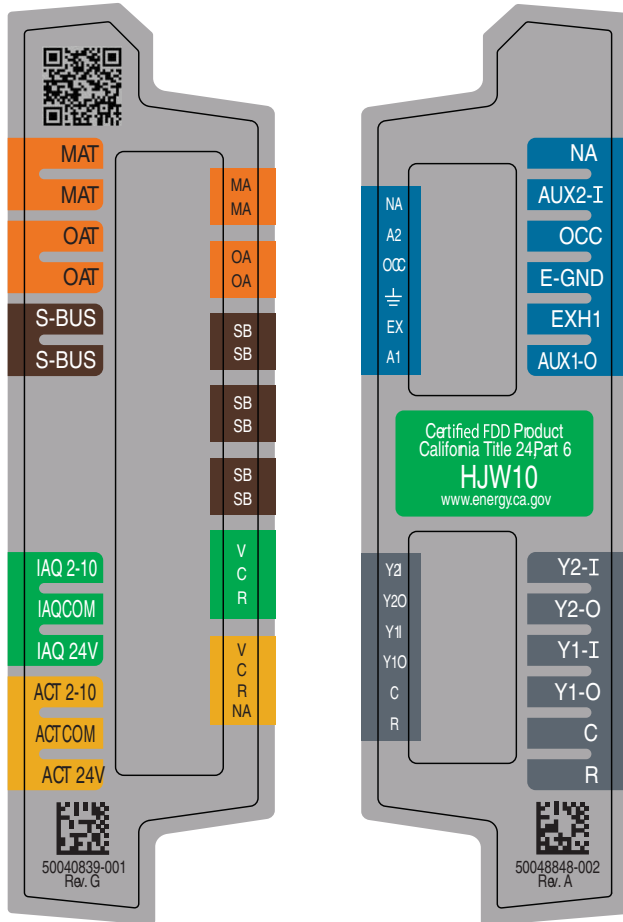 MAT
MAT
OAT
OAT
S-BUS
S-BUS
IAQ 2-10
IAQCOM
IAQ 24V
ACT 2-10
ACTCOM
ACT 24V
50040839-001
Rev. G
MA
MA
OA
OA
SB
SB
SB
SB
SB
SB
V
C
R
V
C
R
NA
NA
A2
OCC
EX
A1
NA
AUX2-I
OCC
E-GND
EXH1
AUX1-O
Certified FDD Product
California Title 24,Part 6
HJW10
www.energy.ca.gov
Y2I
Y2O
Y1I
Y1O
C
R
Y2-I
Y2-O
Y1-I
Y1-O
C
R
50048848-002
Rev. A